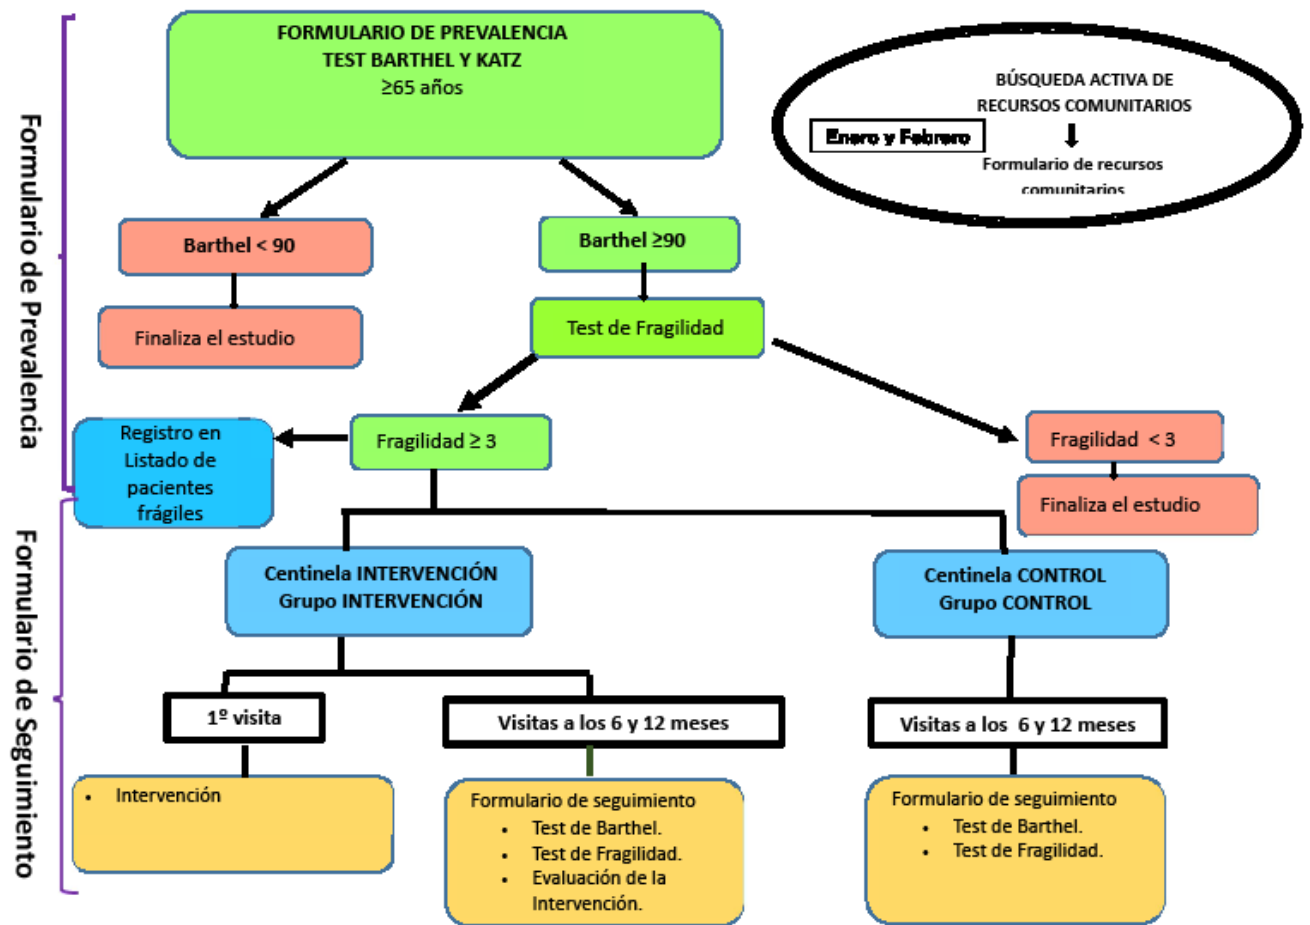 FORMULARIO DE PREVALENCIA
TEST BARTHEL Y KATZ
≥65 años
BÚSQUEDA ACTIVA DE
RECURSOS COMUNITARIOS
Enero y Febrero
Formulario de recursos
comunitarios
Formulario de Prevalencia
Barthel < 90
Barthel ≥90
Finaliza el estudio
Test de Fragilidad
Registro en
Listado de
pacientes
frágiles
Fragilidad ≥ 3
Fragilidad < 3
Finaliza el estudio
Formulario de Seguimiento
Centinela INTERVENCIÓN
Grupo INTERVENCIÓN
Centinela CONTROL
Grupo CONTROL
1º visita
Visitas a los 6 y 12 meses
Visitas a los 6 y 12 meses
• Intervención
Formulario de seguimiento
• Test de Barthel.
• Test de Fragilidad.
• Evaluación de la
Intervención.
Formulario de seguimiento
• Test de Barthel.
• Test de Fragilidad.